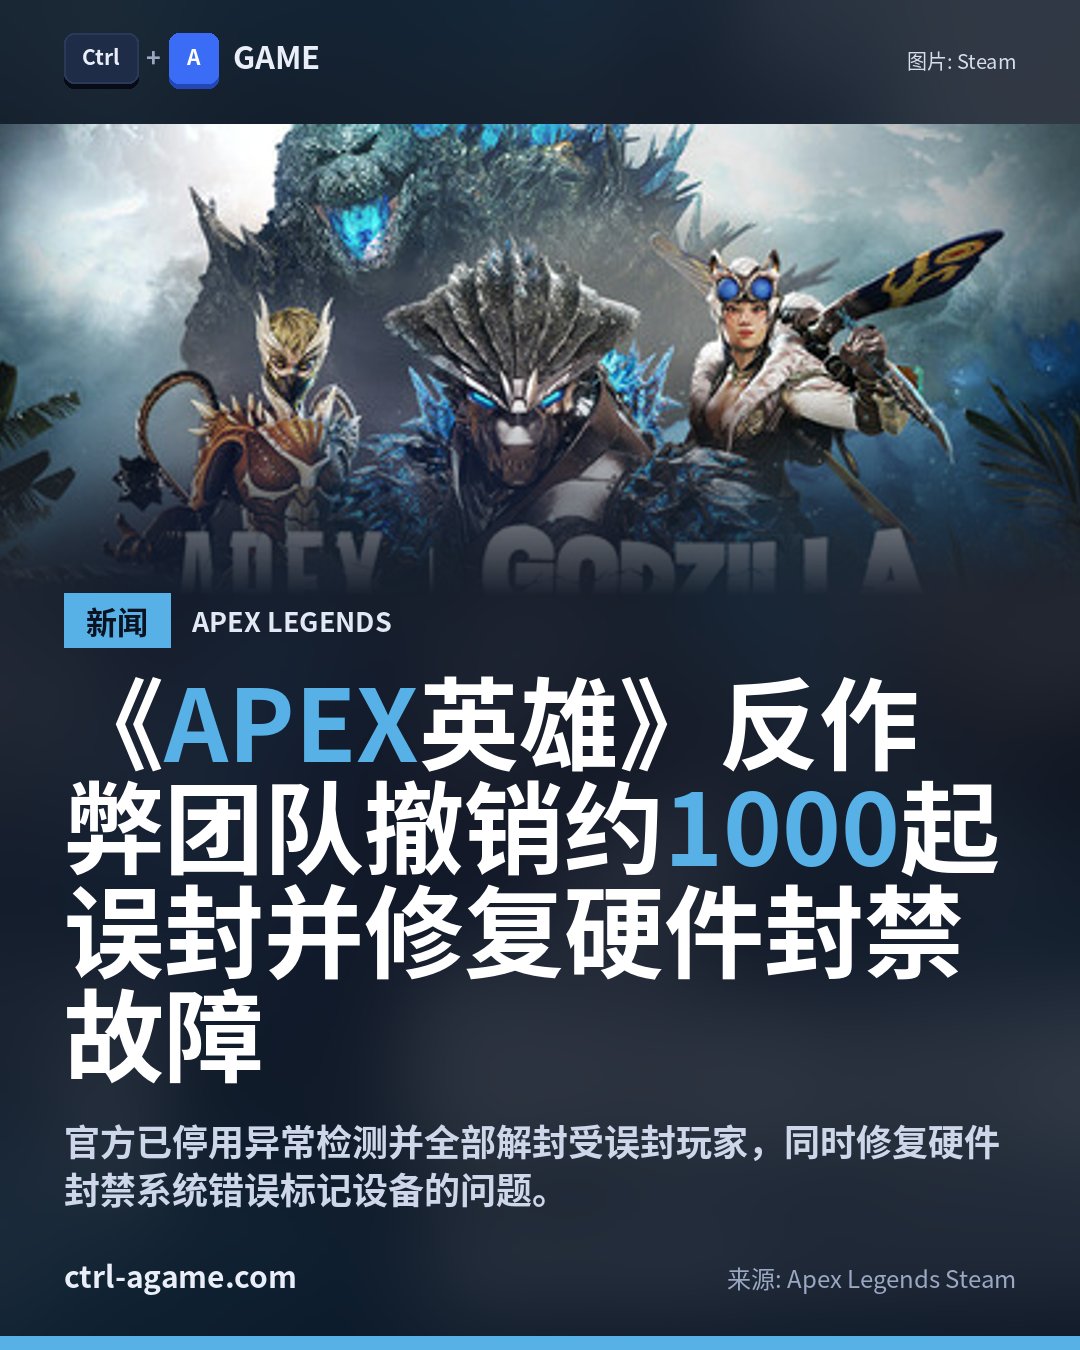 Ctrl + A GAME
图片: Steam
APEX | GODZILLA
新闻 APEX LEGENDS
《APEX英雄》反作
弊团队撤销约1000起
误封并修复硬件封禁
故障
官方已停用异常检测并全部解封受误封玩家，同时修复硬件
封禁系统错误标记设备的问题。
ctrl-agame.com
来源: Apex Legends Steam